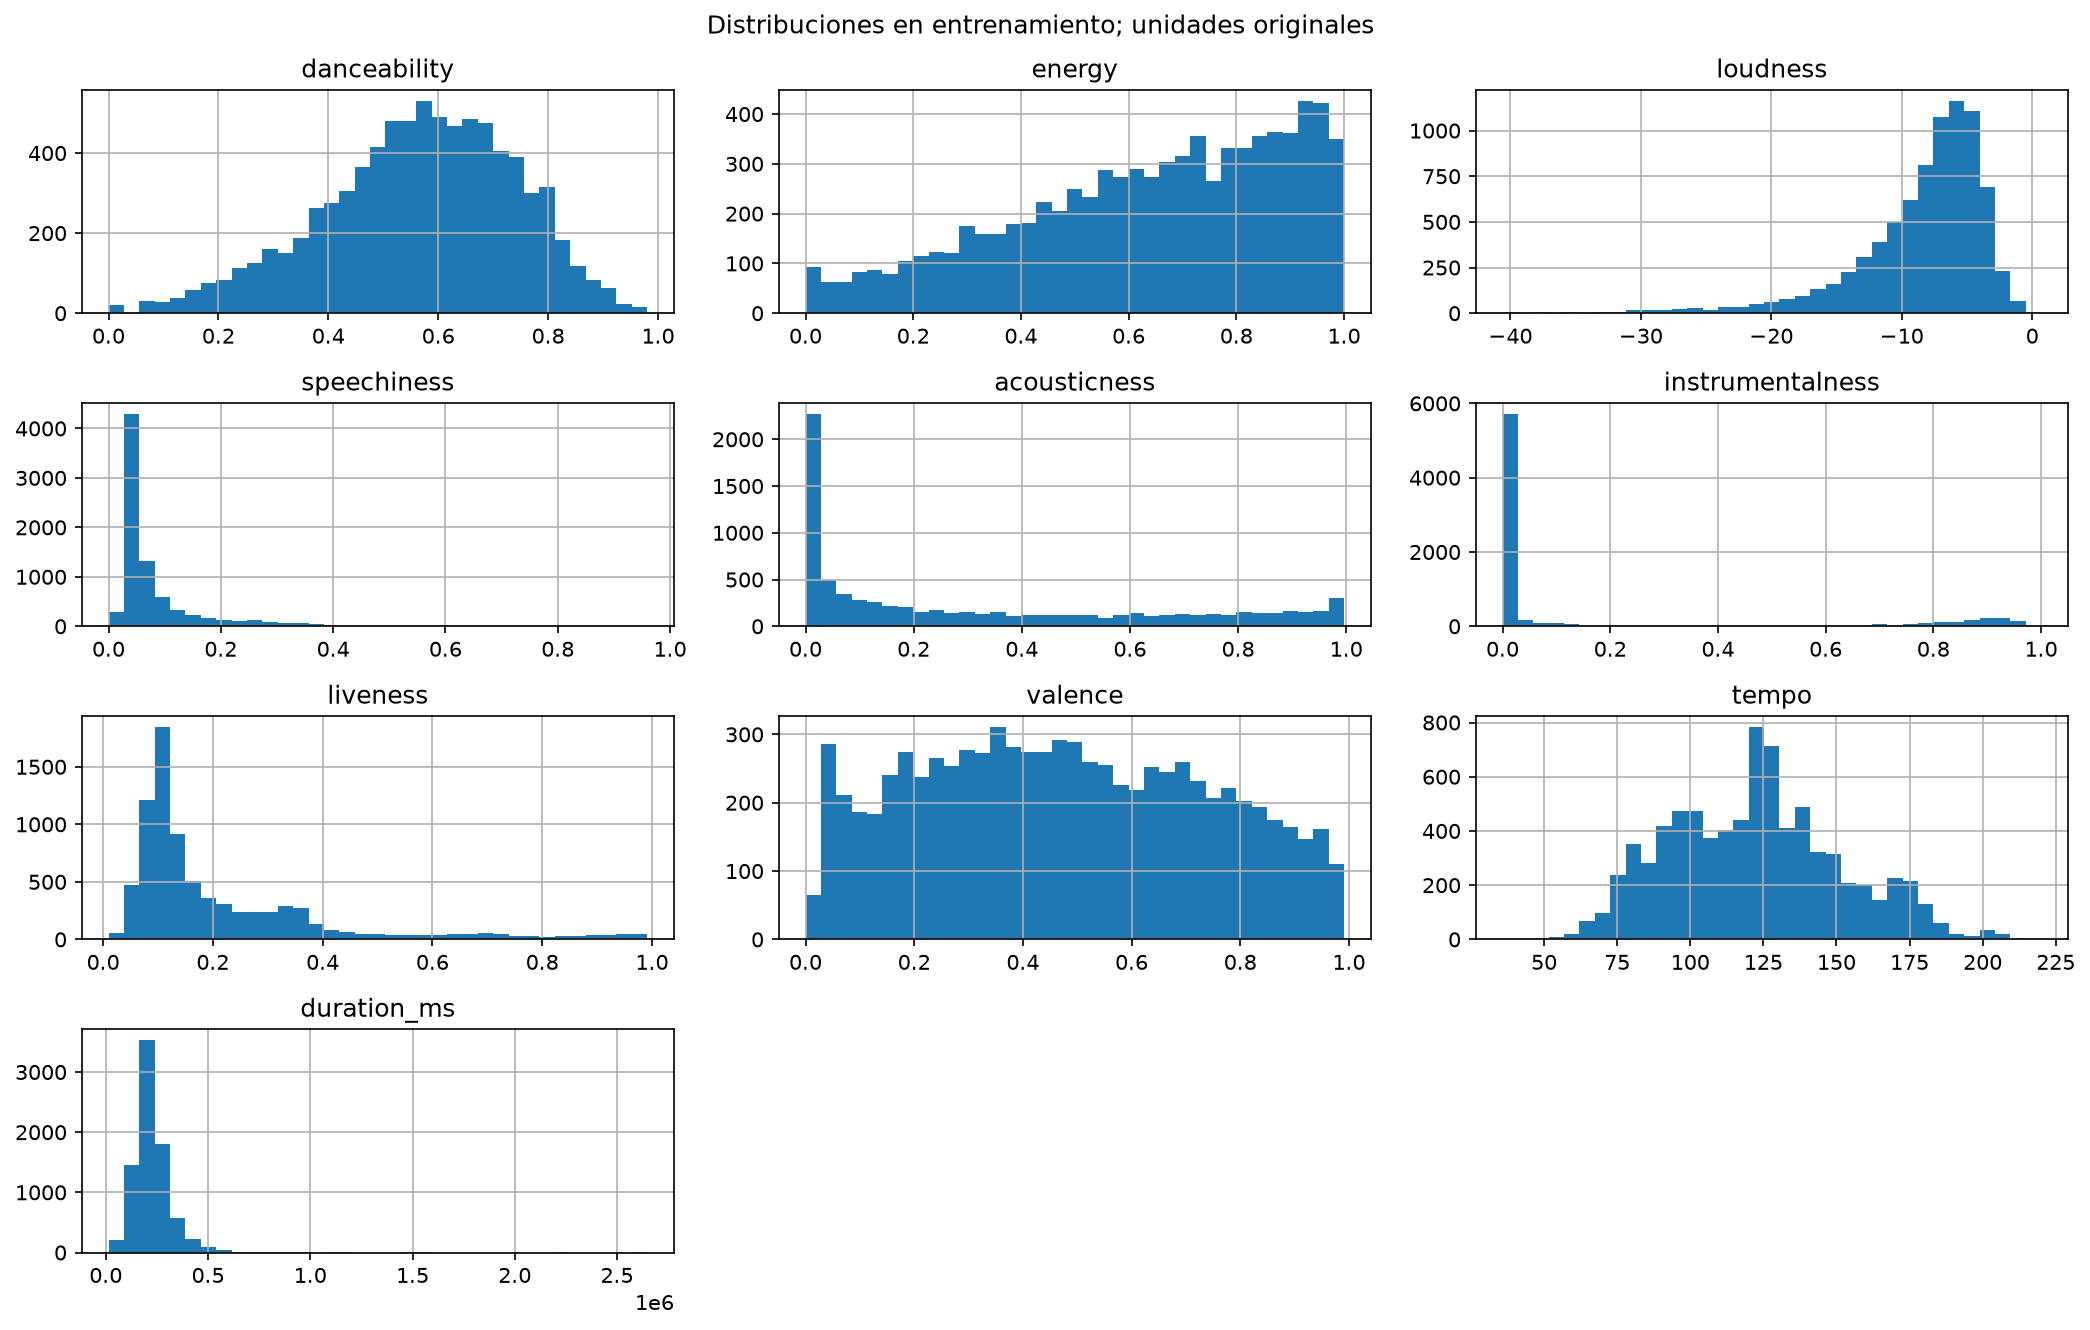 Distribuciones en entrenamiento; unidades originales
danceability
energy
loudness
400
200
0
0.0 0.2 0.4 0.6 0.8 1.0
400
300
200
100
0
0.0 0.2 0.4 0.6 0.8 1.0
1000
750
500
250
0
−40 −30 −20 −10 0
speechiness
acousticness
instrumentalness
4000
3000
2000
1000
0
0.0 0.2 0.4 0.6 0.8 1.0
2000
1500
1000
500
0
0.0 0.2 0.4 0.6 0.8 1.0
6000
4000
2000
0
0.0 0.2 0.4 0.6 0.8 1.0
liveness
valence
tempo
1500
1000
500
0
0.0 0.2 0.4 0.6 0.8 1.0
300
200
100
0
0.0 0.2 0.4 0.6 0.8 1.0
800
600
400
200
0
50 75 100 125 150 175 200 225
duration_ms
3000
2000
1000
0
0.0 0.5 1.0 1.5 2.0 2.5
1e6